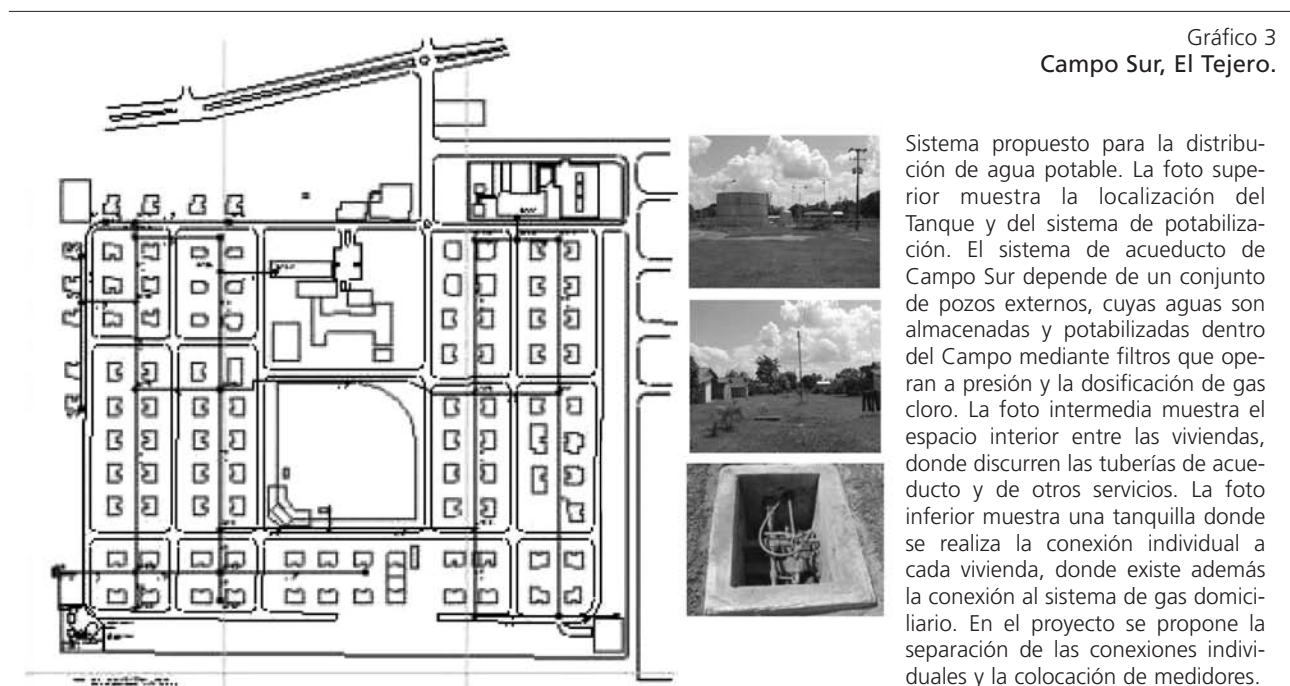 Gráfico 3
Campo Sur, El Tejero.
Sistema propuesto para la distribu-
ción de agua potable. La foto supe-
rior muestra la localización del
Tanque y del sistema de potabiliza-
ción. El sistema de acueducto de
Campo Sur depende de un conjunto
de pozos externos, cuyas aguas son
almacenadas y potabilizadas dentro
del Campo mediante filtros que ope-
ran a presión y la dosificación de gas
cloro. La foto intermedia muestra el
espacio interior entre las viviendas,
donde discurren las tuberías de acue-
ducto y de otros servicios. La foto
inferior muestra una tanquilla donde
se realiza la conexión individual a
cada vivienda, donde existe además
la conexión al sistema de gas domici-
liario. En el proyecto se propone la
separación de las conexiones indivi-
duales y la colocación de medidores.